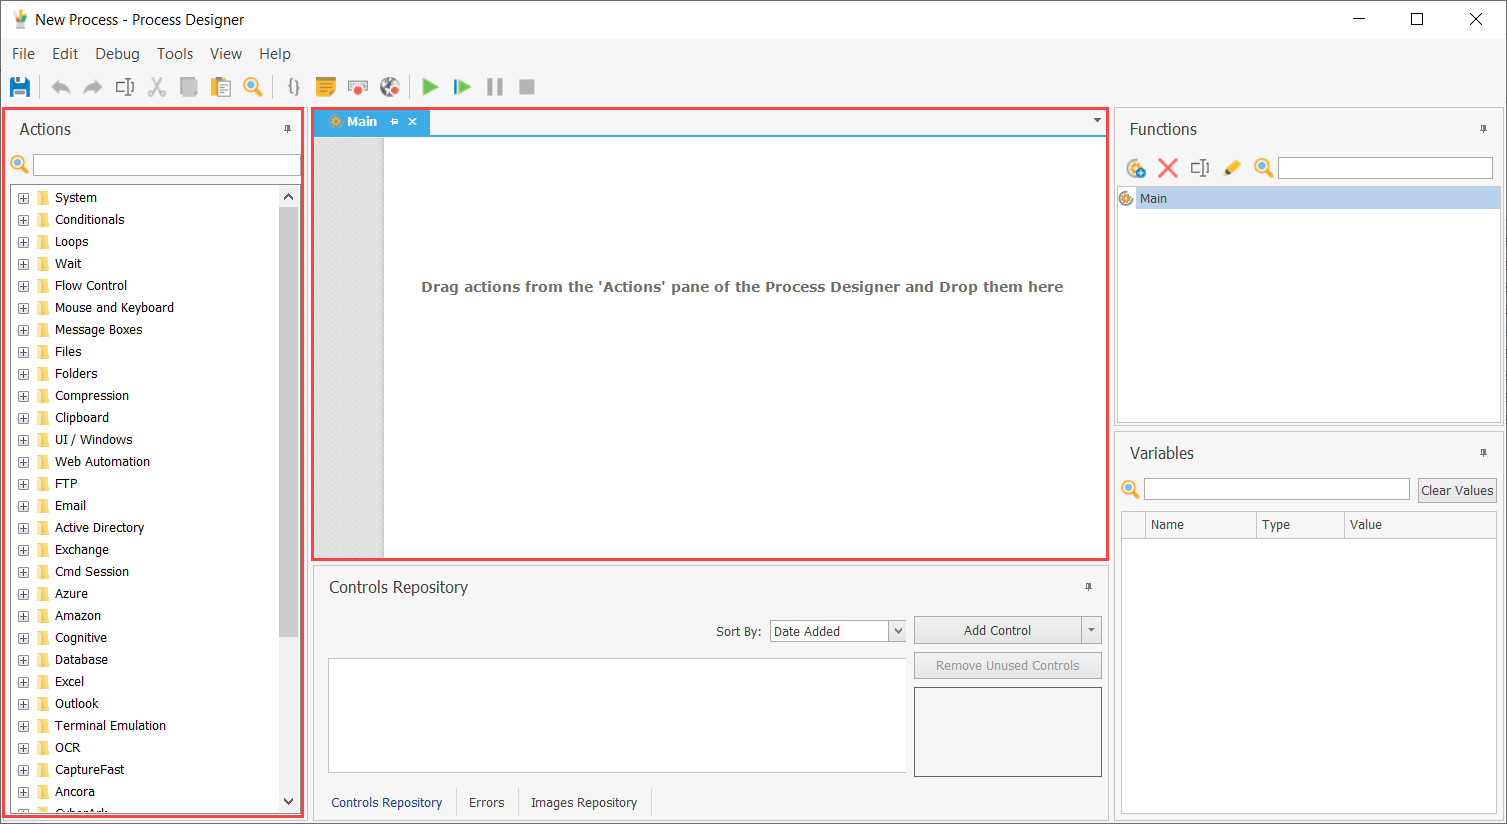 New Process - Process Designer
File Edit Debug Tools View Help
Actions
System
Conditionals
Loops
Wait
Flow Control
Mouse and Keyboard
Message Boxes
Files
Folders
Compression
Clipboard
UI / Windows
Web Automation
FTP
Email
Active Directory
Exchange
Cmd Session
Azure
Amazon
Cognitive
Database
Excel
Outlook
Terminal Emulation
OCR
CaptureFast
Ancora
CyberArk
Main
Drag actions from the 'Actions' pane of the Process Designer and Drop them here
Controls Repository
Sort By: Date Added
Add Control
Remove Unused Controls
Controls Repository Errors Images Repository
Functions
Main
Variables
Clear Values
Name Type Value